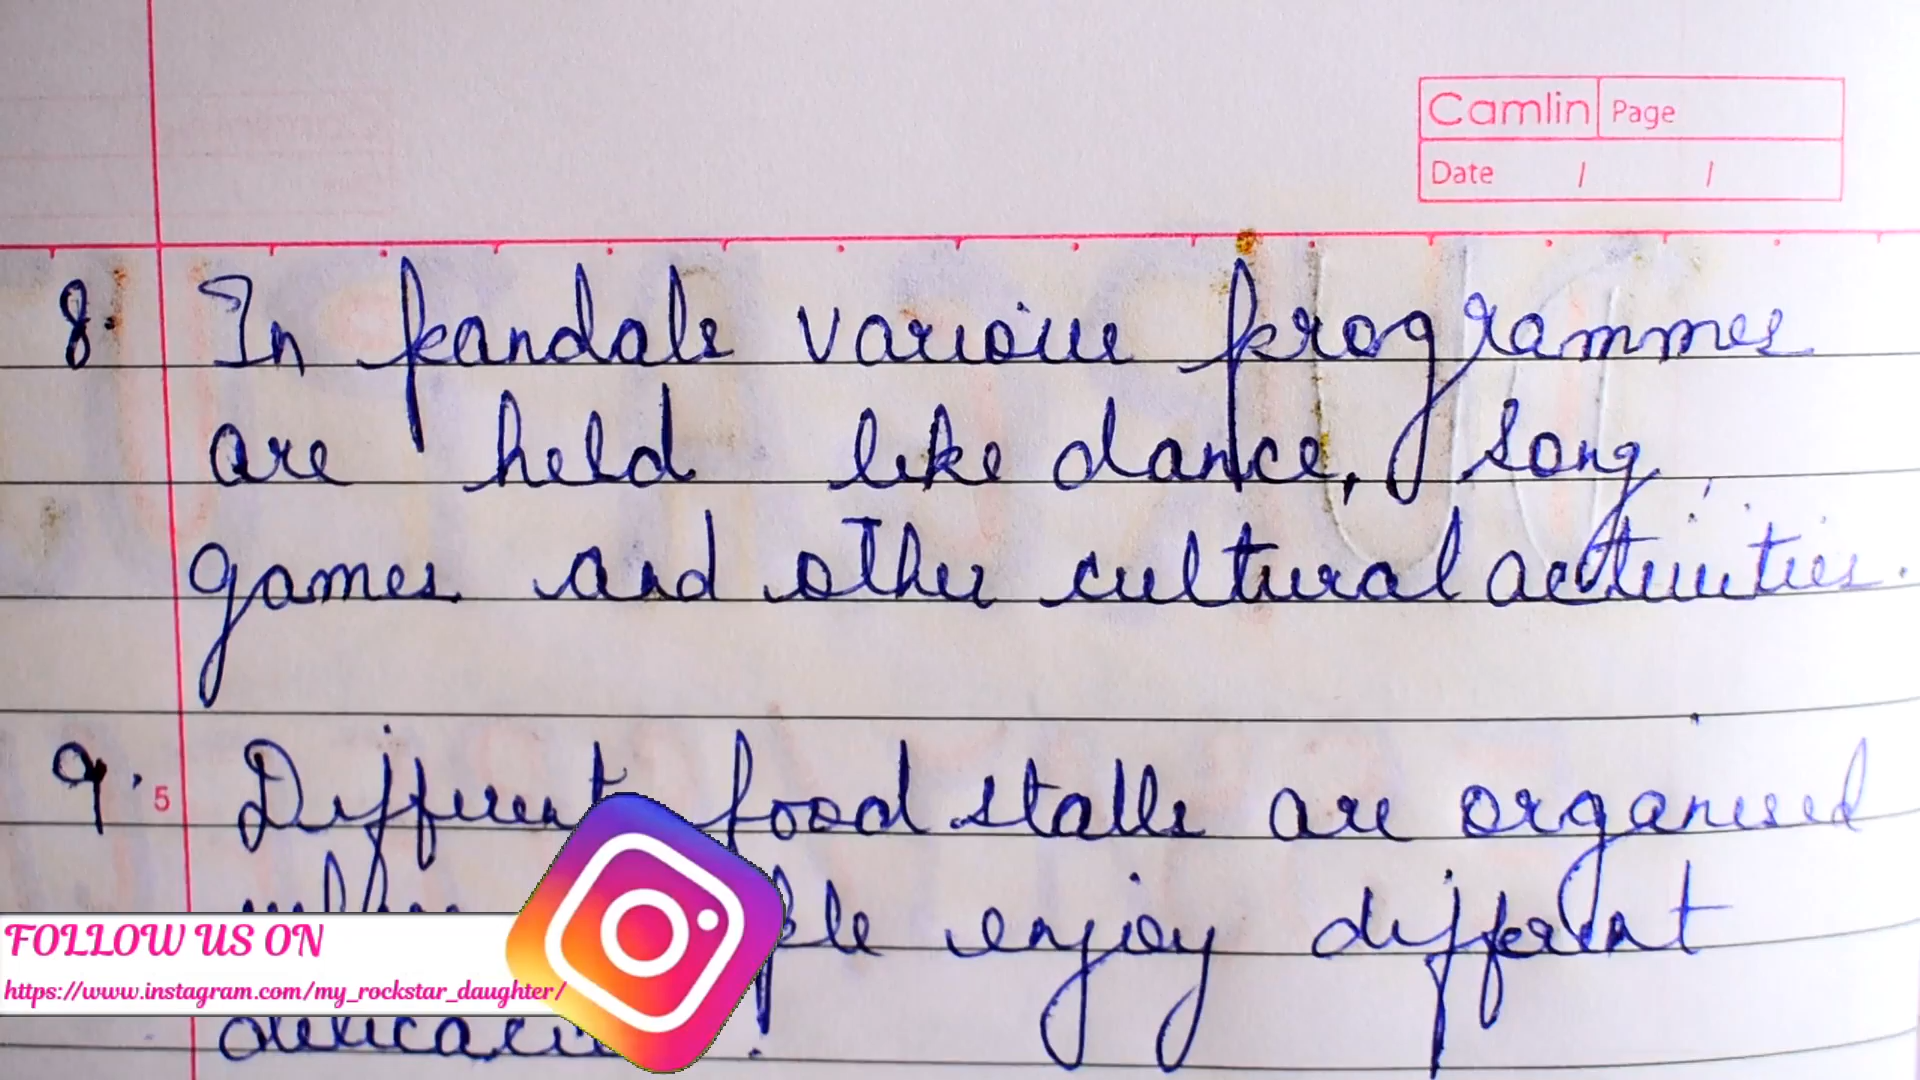 Camlin Page
Date / /
8. In pandals various programmes
are held like dance, song,
games and other cultural activities.
9. Different food stalls are organised
5
enjoy different
FOLLOW US ON
https://www.instagram.com/my_rockstar_daughter/